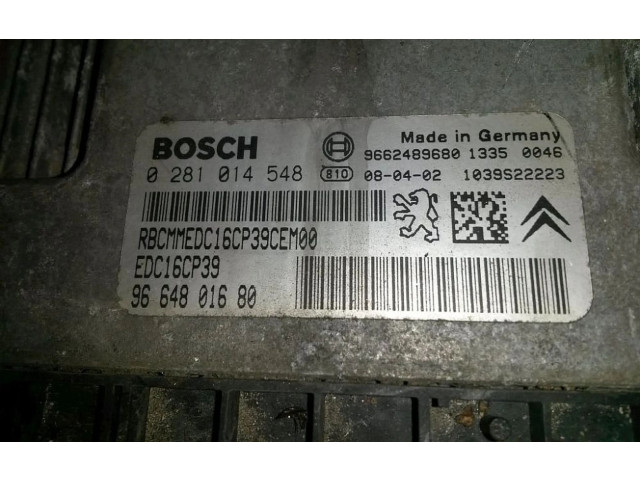 BOSCH
Made in Germany
9662489680 1335 0046
0 281 014 548
810 08-04-02 1039S22223
RBCMMEDC16CP39CEM00
EDC16CP39
96 648 016 80